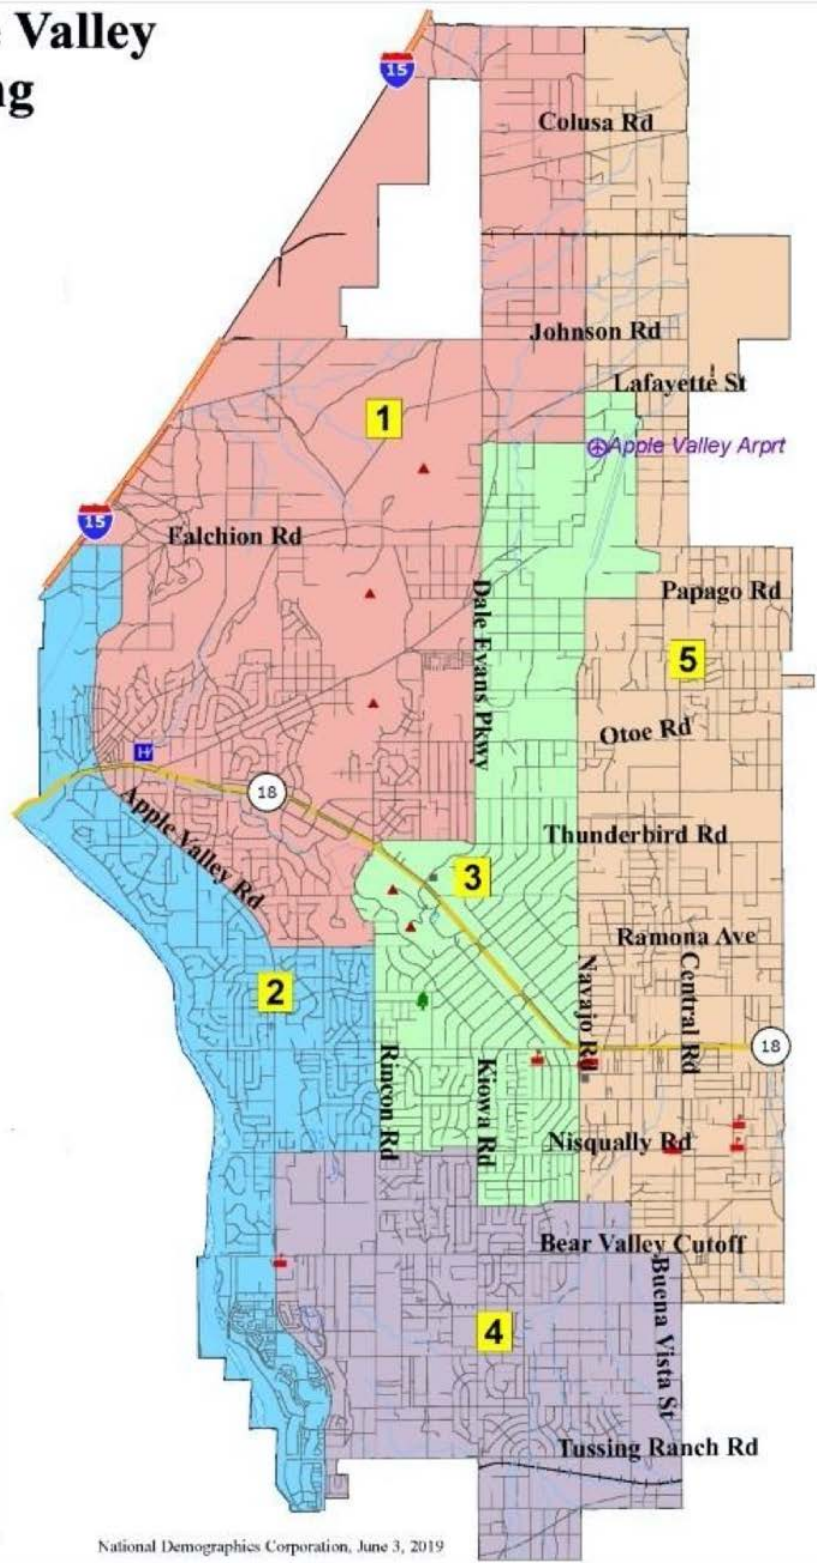 Valley
15
Colusa Rd
Johnson Rd
Lafayette St
1
Apple Valley Arprt
15
Falchion Rd
Papago Rd
Dale Evans Pkwy
5
Otoe Rd
H
18
Apple Valley Rd
Thunderbird Rd
3
Ramona Ave
2
Navajo Rd
Central Rd
18
Rincon Rd
Kiowa Rd
Nisqually Rd
Bear Valley Cutoff
4
Buena Vista St
Tussing Ranch Rd
National Demographics Corporation, June 3, 2019